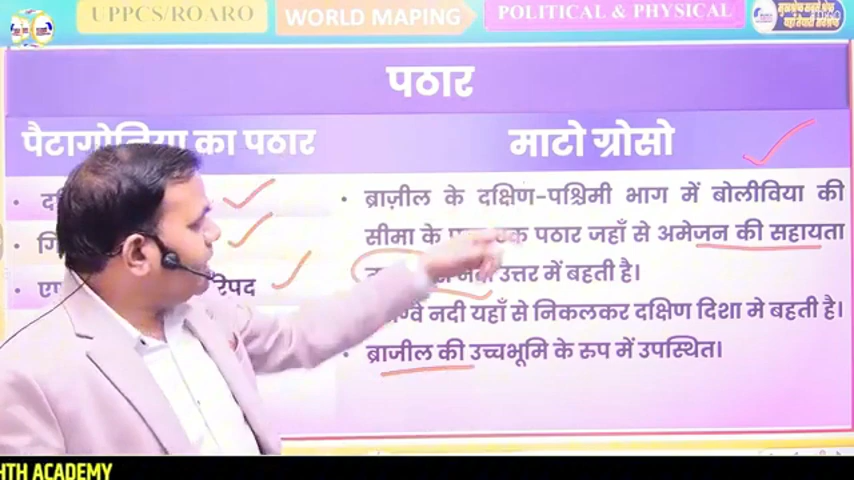 UPPCS/ROARO
WORLD MAPING
POLITICAL & PHYSICAL
पठार
पैटागोनिया का पठार
माटो ग्रोसो
रिपद
• ब्राज़ील के दक्षिण-पश्चिमी भाग में बोलीविया की
सीमा के पठार जहाँ से अमेजन की सहायता
उत्तर में बहती है।
नदी यहाँ से निकलकर दक्षिण दिशा मे बहती है।
• ब्राजील की उच्चभूमि के रुप में उपस्थित।
HTH ACADEMY